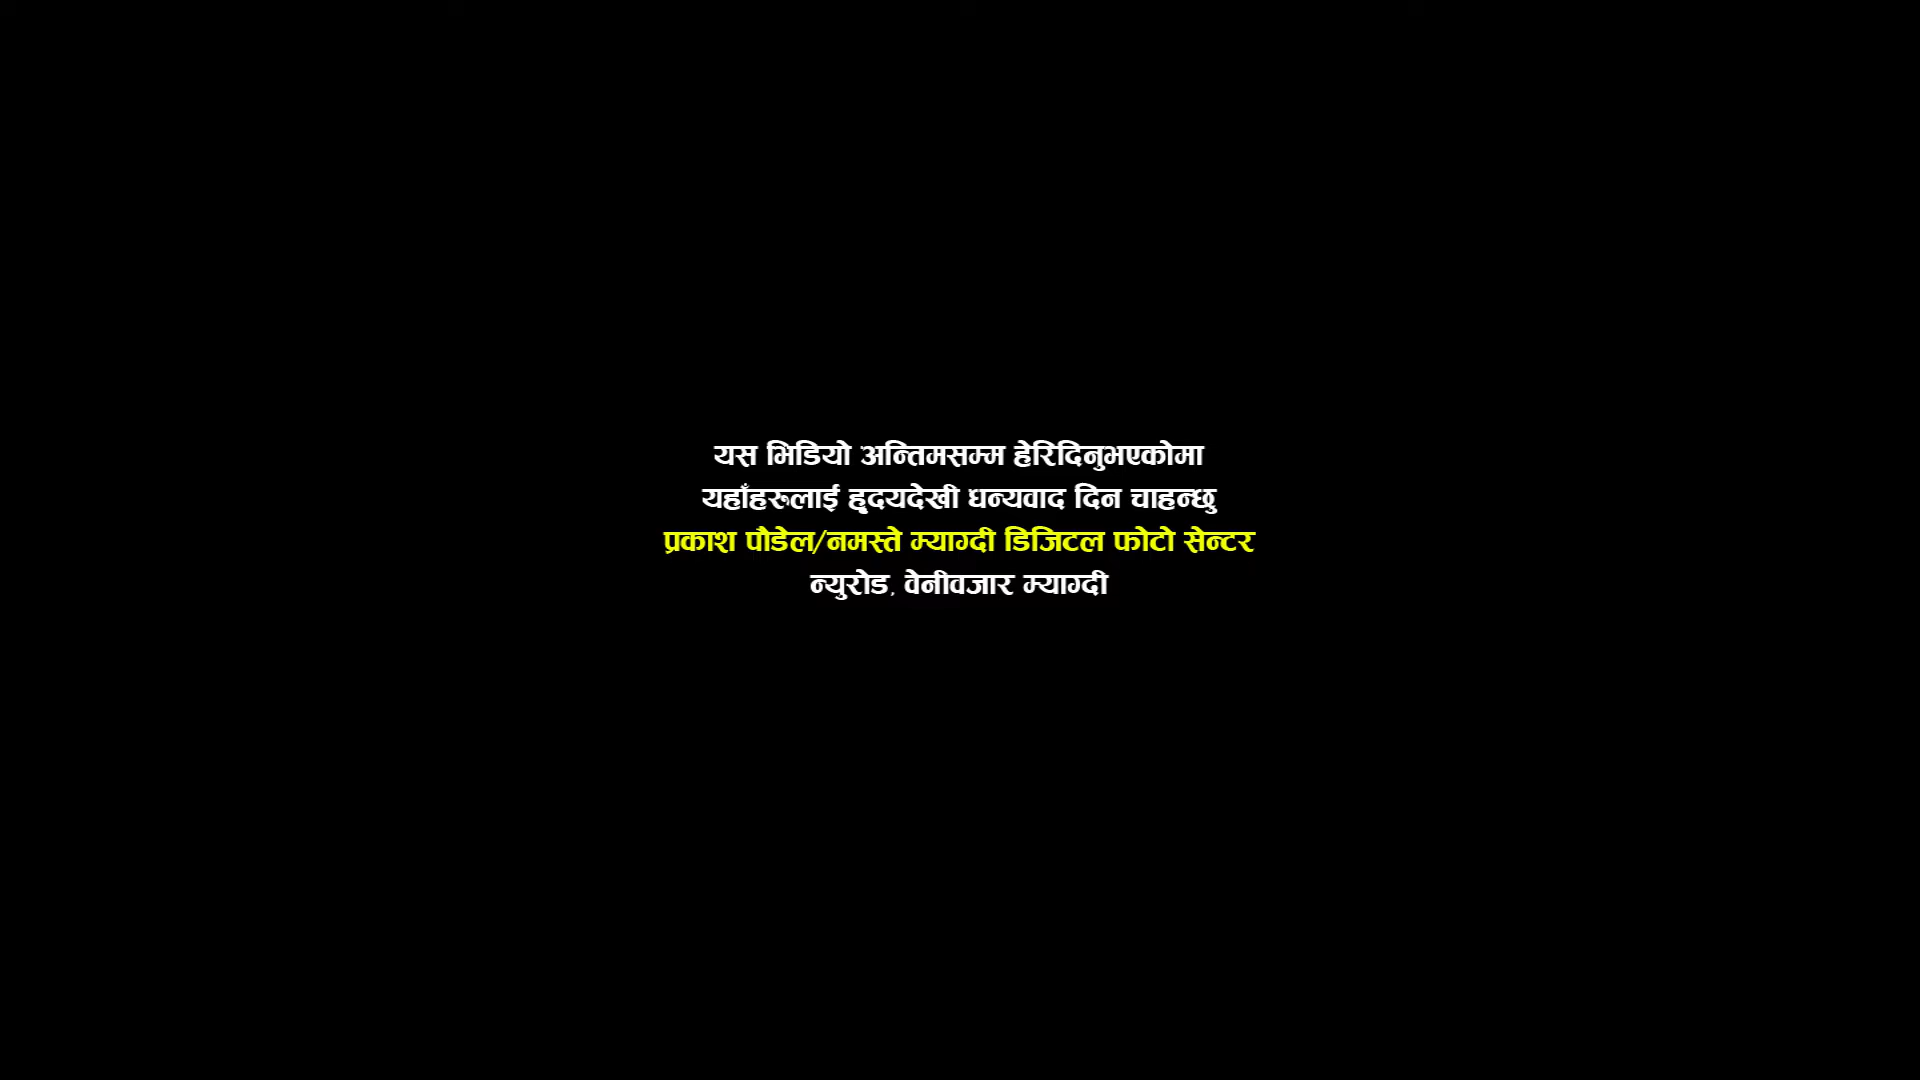 यस भिडियो अन्तिमसम्म हेरिदिनुभएकोमा
यहाँहरुलाई हृदयदेखी धन्यवाद दिन चाहन्छु
प्रकाश पौडेल/नमस्ते म्याग्दी डिजिटल फोटो सेन्टर
न्युरोड, वेनीवजार म्याग्दी